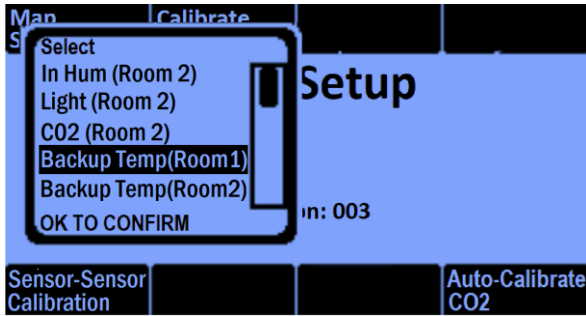 Map
Calibrate
S
Select
In Hum (Room 2)
Light (Room 2)
CO2 (Room 2)
Backup Temp(Room1)
Backup Temp(Room2)
OK TO CONFIRM
Setup
on: 003
Sensor-Sensor
Calibration
Auto-Calibrate
CO2